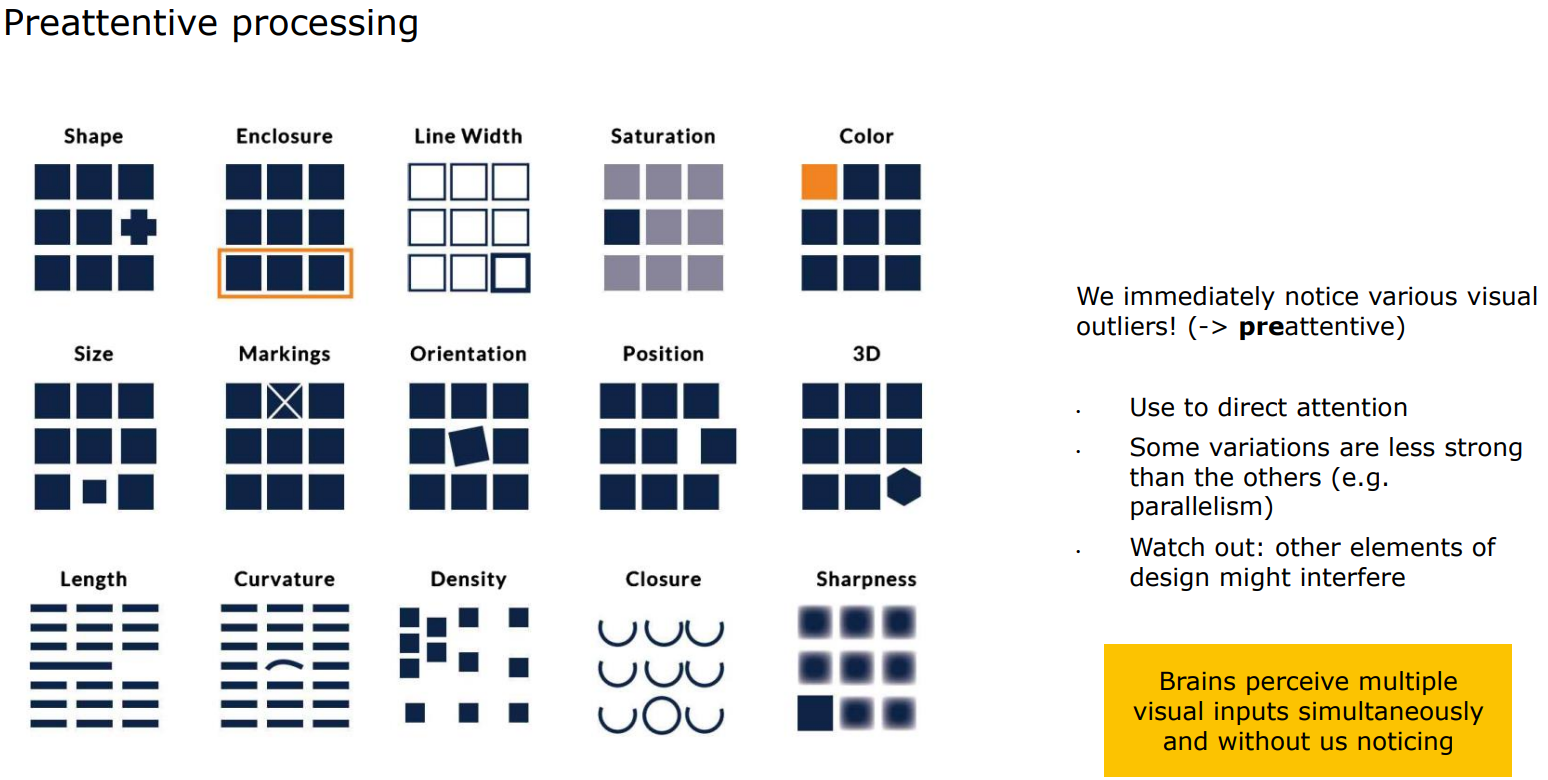 Preattentive processing
Shape
Enclosure
Line Width
Saturation
Color
Size
Markings
Orientation
Position
3D
Length
Curvature
Density
Closure
Sharpness
We immediately notice various visual
outliers! (-> preattentive)
· Use to direct attention
· Some variations are less strong
than the others (e.g.
parallelism)
· Watch out: other elements of
design might interfere
Brains perceive multiple
visual inputs simultaneously
and without us noticing